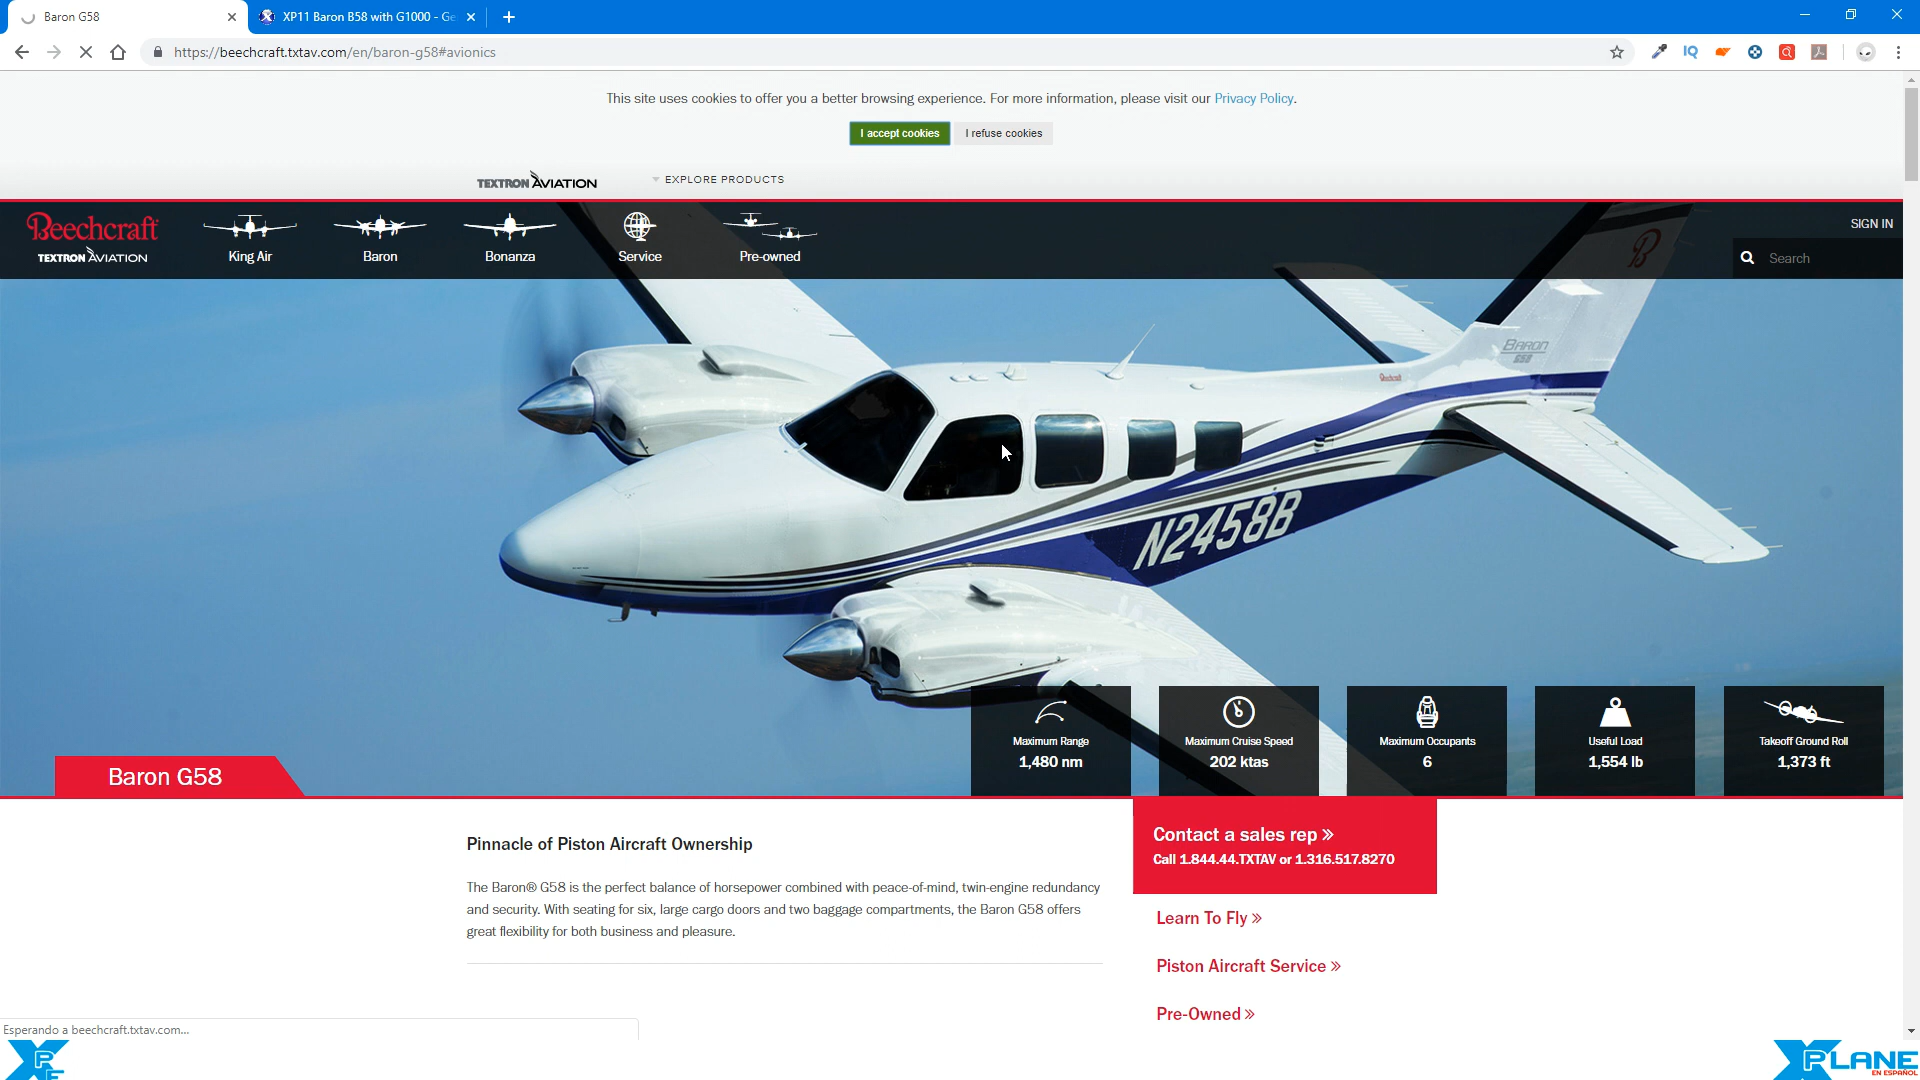 Baron G58
XP11 Baron B58 with G1000 - Ge
https://beechcraft.txtav.com/en/baron-g58#avionics
This site uses cookies to offer you a better browsing experience. For more information, please visit our Privacy Policy.
I accept cookies
I refuse cookies
TEXTRON AVIATION
EXPLORE PRODUCTS
Beechcraft
TEXTRON AVIATION
King Air
Baron
Bonanza
Service
Pre-owned
SIGN IN
Search
B
BARON
G58
Beechcraft
N2458B
Maximum Range
1,480 nm
Maximum Cruise Speed
202 ktas
Maximum Occupants
6
Useful Load
1,554 lb
Takeoff Ground Roll
1,373 ft
Baron G58
Pinnacle of Piston Aircraft Ownership
The Baron® G58 is the perfect balance of horsepower combined with peace-of-mind, twin-engine redundancy
and security. With seating for six, large cargo doors and two baggage compartments, the Baron G58 offers
great flexibility for both business and pleasure.
Contact a sales rep »
Call 1.844.44.TXTAV or 1.316.517.8270
Learn To Fly »
Piston Aircraft Service »
Pre-Owned »
Esperando a beechcraft.txtav.com...
XPE
XPLANE
EN ESPAÑOL